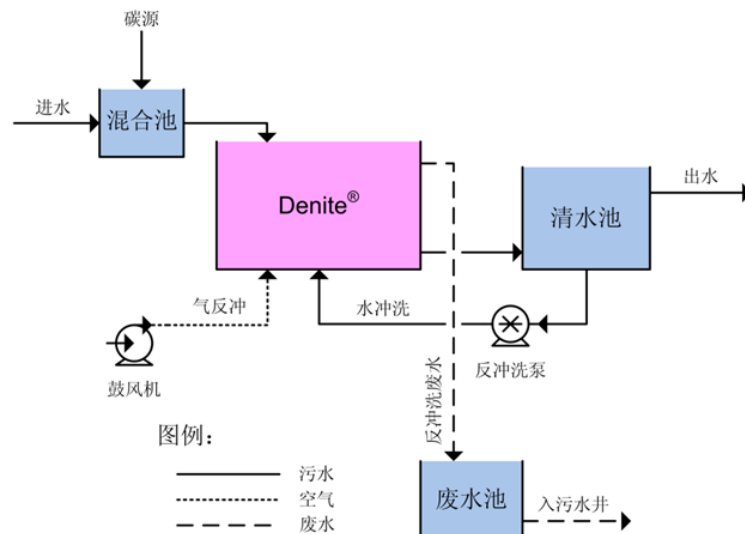 碳源
进水
混合池
Denite®
出水
清水池
气反冲
水冲洗
鼓风机
反冲洗泵
反冲洗废水
图例：
污水
空气
废水
废水池
入污水井